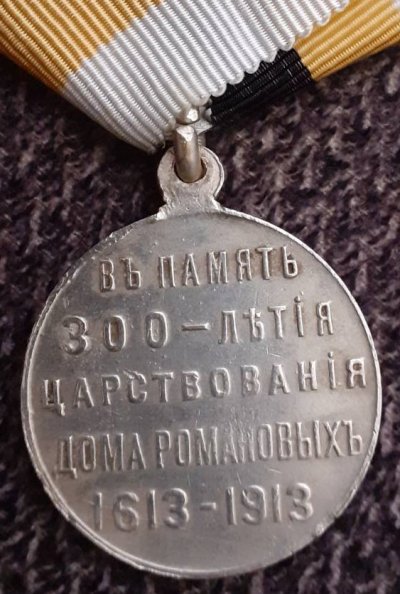 ВЪ ПАМЯТЬ
300-ЛѢТІЯ
ЦАРСТВОВАНІЯ
ДОМА РОМАНОВЫХЪ
1613-1913